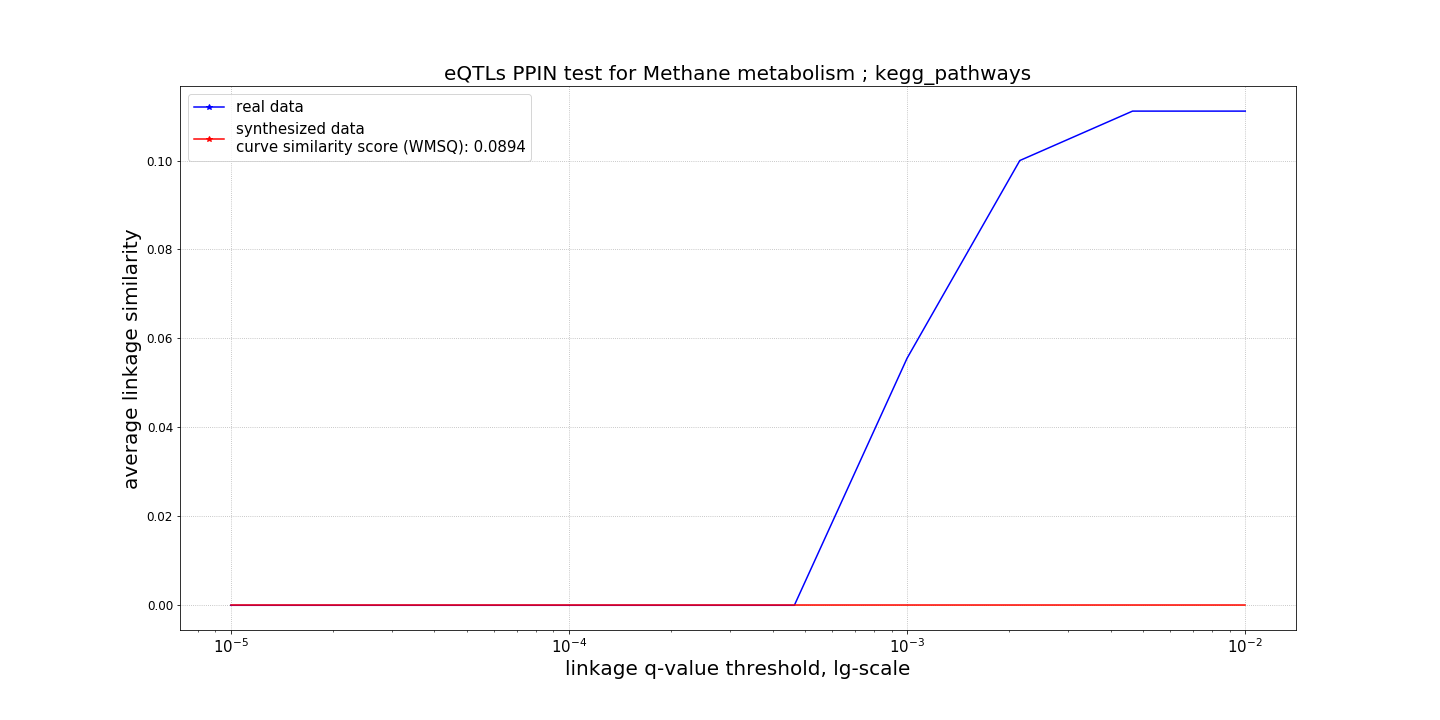 eQTLs PPIN test for Methane metabolism ; kegg_pathways
real data
synthesized data
curve similarity score (WMSQ): 0.0894
average linkage similarity
0.10
0.08
0.06
0.04
0.02
0.00
10⁻⁵ 10⁻⁴ 10⁻³ 10⁻²
linkage q-value threshold, lg-scale